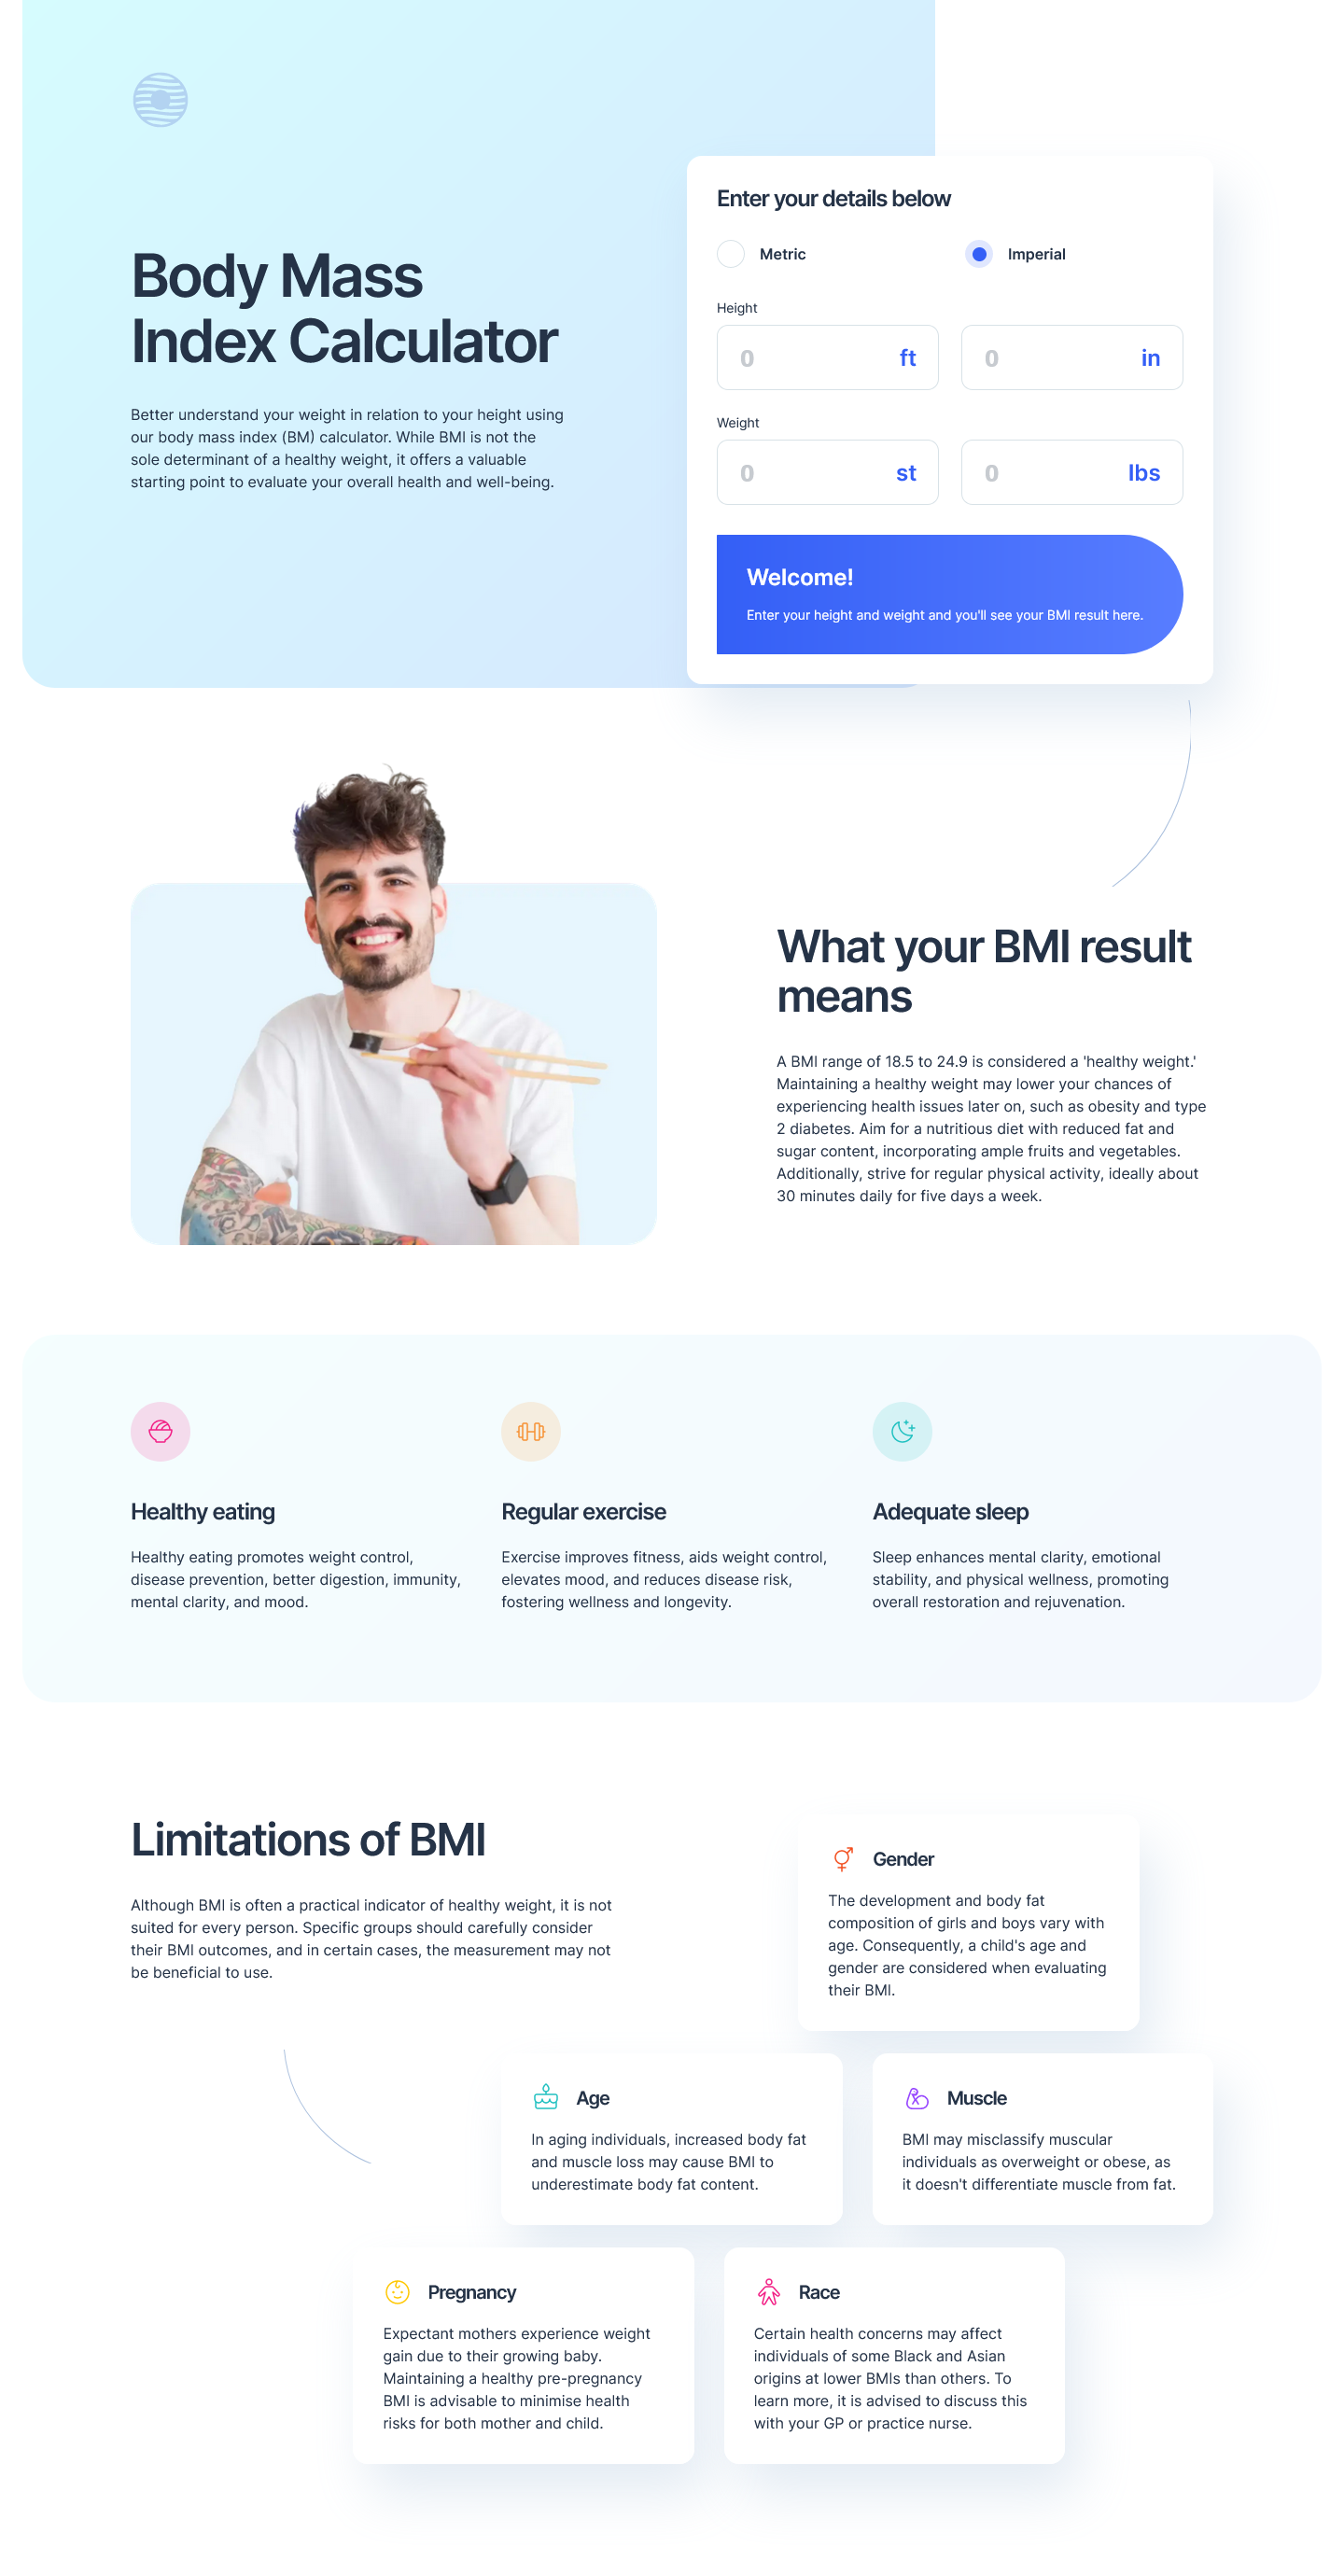 Body Mass
Index Calculator
Better understand your weight in relation to your height using
our body mass index (BM) calculator. While BMI is not the
sole determinant of a healthy weight, it offers a valuable
starting point to evaluate your overall health and well-being.
Enter your details below
Metric
Imperial
Height
0 ft
0 in
Weight
0 st
0 lbs
Welcome!
Enter your height and weight and you'll see your BMI result here.
What your BMI result
means
A BMI range of 18.5 to 24.9 is considered a 'healthy weight.'
Maintaining a healthy weight may lower your chances of
experiencing health issues later on, such as obesity and type
2 diabetes. Aim for a nutritious diet with reduced fat and
sugar content, incorporating ample fruits and vegetables.
Additionally, strive for regular physical activity, ideally about
30 minutes daily for five days a week.
Healthy eating
Healthy eating promotes weight control,
disease prevention, better digestion, immunity,
mental clarity, and mood.
Regular exercise
Exercise improves fitness, aids weight control,
elevates mood, and reduces disease risk,
fostering wellness and longevity.
Adequate sleep
Sleep enhances mental clarity, emotional
stability, and physical wellness, promoting
overall restoration and rejuvenation.
Limitations of BMI
Although BMI is often a practical indicator of healthy weight, it is not
suited for every person. Specific groups should carefully consider
their BMI outcomes, and in certain cases, the measurement may not
be beneficial to use.
Gender
The development and body fat
composition of girls and boys vary with
age. Consequently, a child's age and
gender are considered when evaluating
their BMI.
Age
In aging individuals, increased body fat
and muscle loss may cause BMI to
underestimate body fat content.
Muscle
BMI may misclassify muscular
individuals as overweight or obese, as
it doesn't differentiate muscle from fat.
Pregnancy
Expectant mothers experience weight
gain due to their growing baby.
Maintaining a healthy pre-pregnancy
BMI is advisable to minimise health
risks for both mother and child.
Race
Certain health concerns may affect
individuals of some Black and Asian
origins at lower BMIs than others. To
learn more, it is advised to discuss this
with your GP or practice nurse.